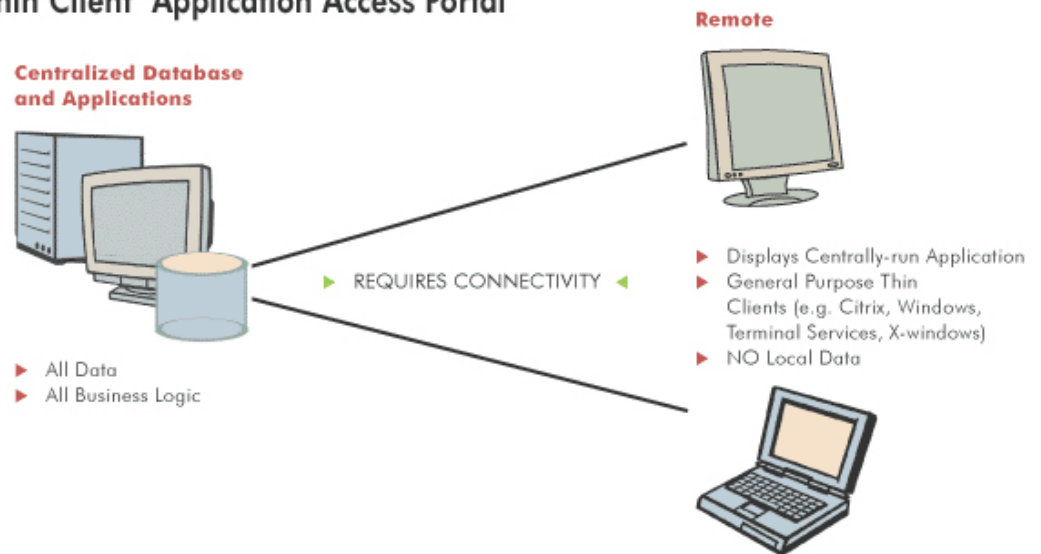 Client Application Access Portal
Remote
Centralized Database
and Applications
REQUIRES CONNECTIVITY
Displays Centrally-run Application
General Purpose Thin
Clients (e.g. Citrix, Windows,
Terminal Services, X-windows)
NO Local Data
All Data
All Business Logic